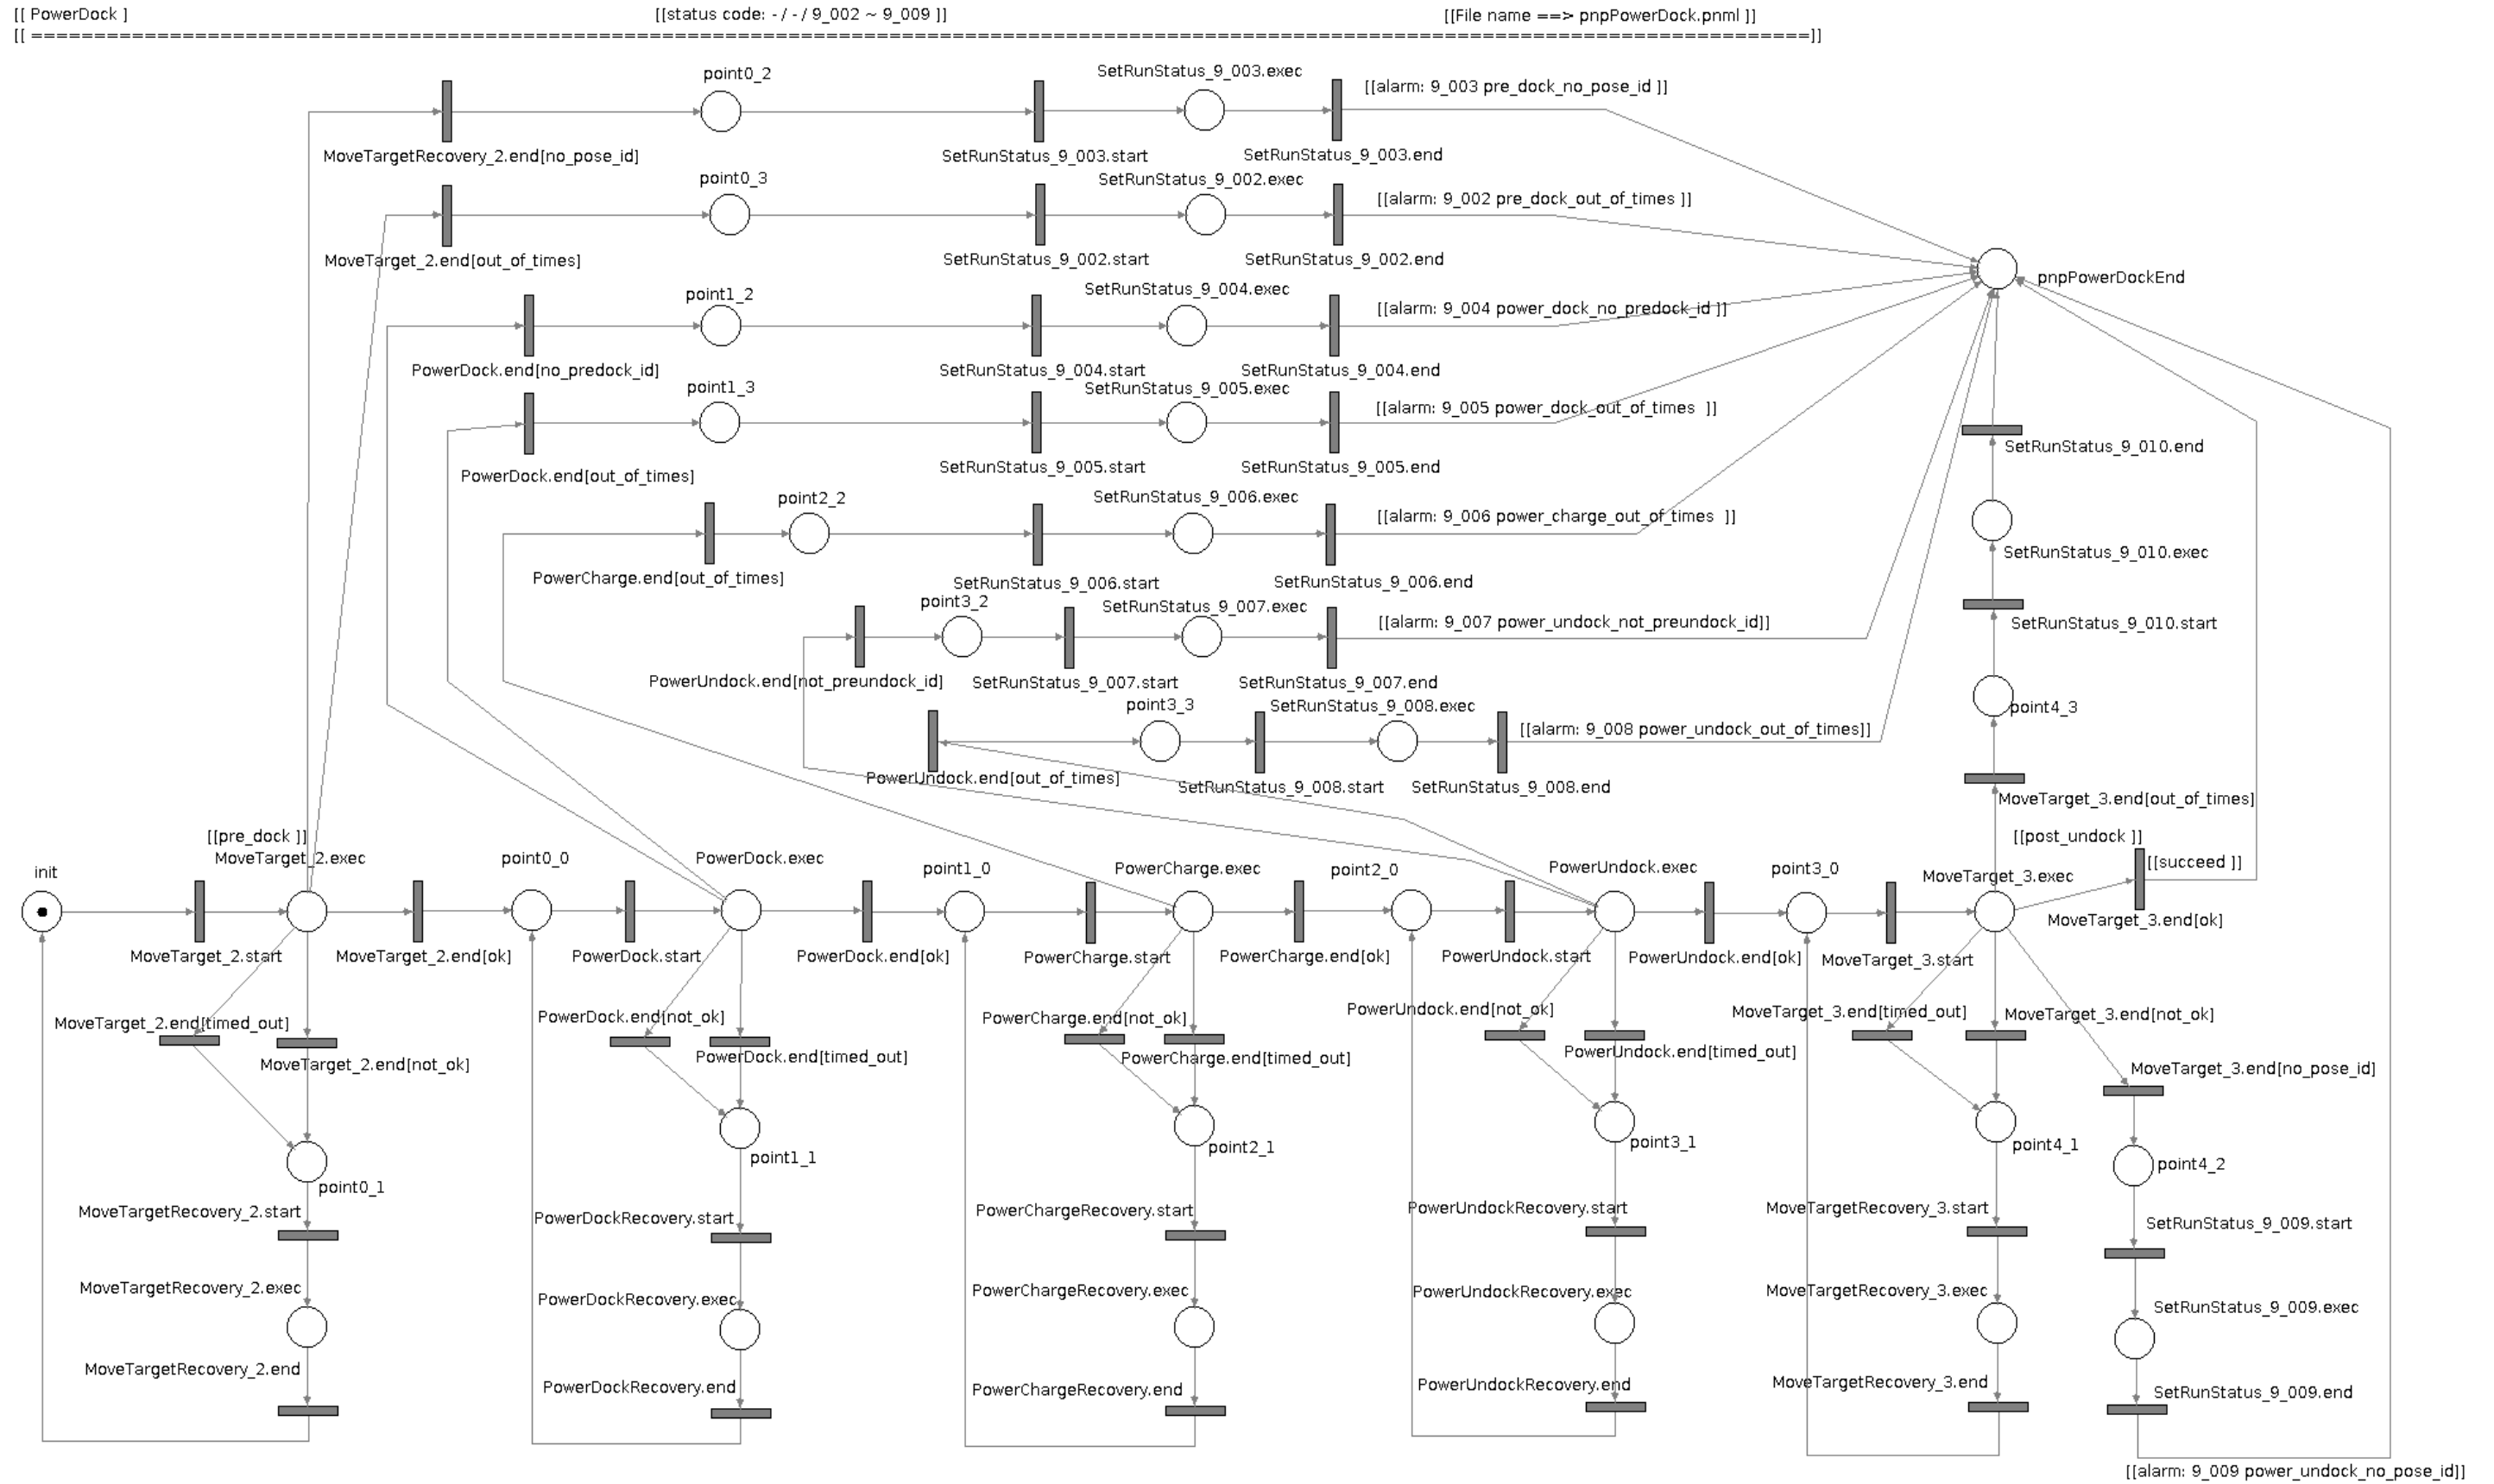 [[ PowerDock ]
[[status code: - / - / 9_002 ~ 9_009 ]]
[[File name ==> pnpPowerDock.pnml ]]
[[ =============================================================================================================================================]]
point0_2
SetRunStatus_9_003.exec
[[alarm: 9_003 pre_dock_no_pose_id ]]
MoveTargetRecovery_2.end[no_pose_id]
SetRunStatus_9_003.start
SetRunStatus_9_003.end
point0_3
SetRunStatus_9_002.exec
[[alarm: 9_002 pre_dock_out_of_times ]]
MoveTarget_2.end[out_of_times]
SetRunStatus_9_002.start
SetRunStatus_9_002.end
pnpPowerDockEnd
point1_2
SetRunStatus_9_004.exec
[[alarm: 9_004 power_dock_no_predock_id ]]
PowerDock.end[no_predock_id]
SetRunStatus_9_004.start
SetRunStatus_9_004.end
point1_3
SetRunStatus_9_005.exec
[[alarm: 9_005 power_dock_out_of_times  ]]
SetRunStatus_9_010.end
PowerDock.end[out_of_times]
SetRunStatus_9_005.start
SetRunStatus_9_005.end
point2_2
SetRunStatus_9_006.exec
[[alarm: 9_006 power_charge_out_of_times  ]]
SetRunStatus_9_010.exec
PowerCharge.end[out_of_times]
SetRunStatus_9_006.start
SetRunStatus_9_006.end
point3_2
SetRunStatus_9_007.exec
[[alarm: 9_007 power_undock_not_preundock_id]]
SetRunStatus_9_010.start
PowerUndock.end[not_preundock_id]
SetRunStatus_9_007.start
SetRunStatus_9_007.end
point3_3
SetRunStatus_9_008.exec
point4_3
[[alarm: 9_008 power_undock_out_of_times]]
PowerUndock.end[out_of_times]
SetRunStatus_9_008.start
SetRunStatus_9_008.end
MoveTarget_3.end[out_of_times]
[[pre_dock ]]
[[post_undock ]]
init
MoveTarget_2.exec
point0_0
PowerDock.exec
point1_0
PowerCharge.exec
point2_0
PowerUndock.exec
point3_0
MoveTarget_3.exec
[[succeed ]]
MoveTarget_2.start
MoveTarget_2.end[ok]
PowerDock.start
PowerDock.end[ok]
PowerCharge.start
PowerCharge.end[ok]
PowerUndock.start
PowerUndock.end[ok]
MoveTarget_3.start
MoveTarget_3.end[ok]
MoveTarget_2.end[timed_out]
PowerDock.end[not_ok]
PowerCharge.end[not_ok]
PowerUndock.end[not_ok]
MoveTarget_3.end[timed_out]
MoveTarget_3.end[not_ok]
MoveTarget_2.end[not_ok]
PowerDock.end[timed_out]
PowerCharge.end[timed_out]
PowerUndock.end[timed_out]
MoveTarget_3.end[no_pose_id]
point0_1
point1_1
point2_1
point3_1
point4_1
point4_2
MoveTargetRecovery_2.start
PowerDockRecovery.start
PowerChargeRecovery.start
PowerUndockRecovery.start
MoveTargetRecovery_3.start
SetRunStatus_9_009.start
MoveTargetRecovery_2.exec
PowerDockRecovery.exec
PowerChargeRecovery.exec
PowerUndockRecovery.exec
MoveTargetRecovery_3.exec
SetRunStatus_9_009.exec
MoveTargetRecovery_2.end
PowerDockRecovery.end
PowerChargeRecovery.end
PowerUndockRecovery.end
MoveTargetRecovery_3.end
SetRunStatus_9_009.end
[[alarm: 9_009 power_undock_no_pose_id]]